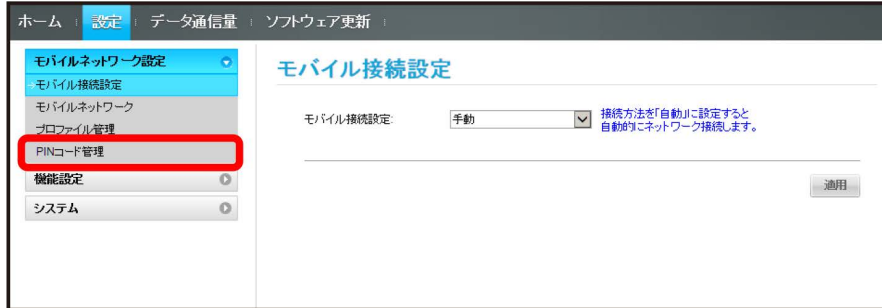 ホーム 設定 データ通信量 ソフトウェア更新
モバイルネットワーク設定
モバイル接続設定
モバイルネットワーク
プロファイル管理
PINコード管理
機能設定
システム
モバイル接続設定
モバイル接続設定: 手動
接続方法を「自動」に設定すると
自動的にネットワーク接続します。
適用